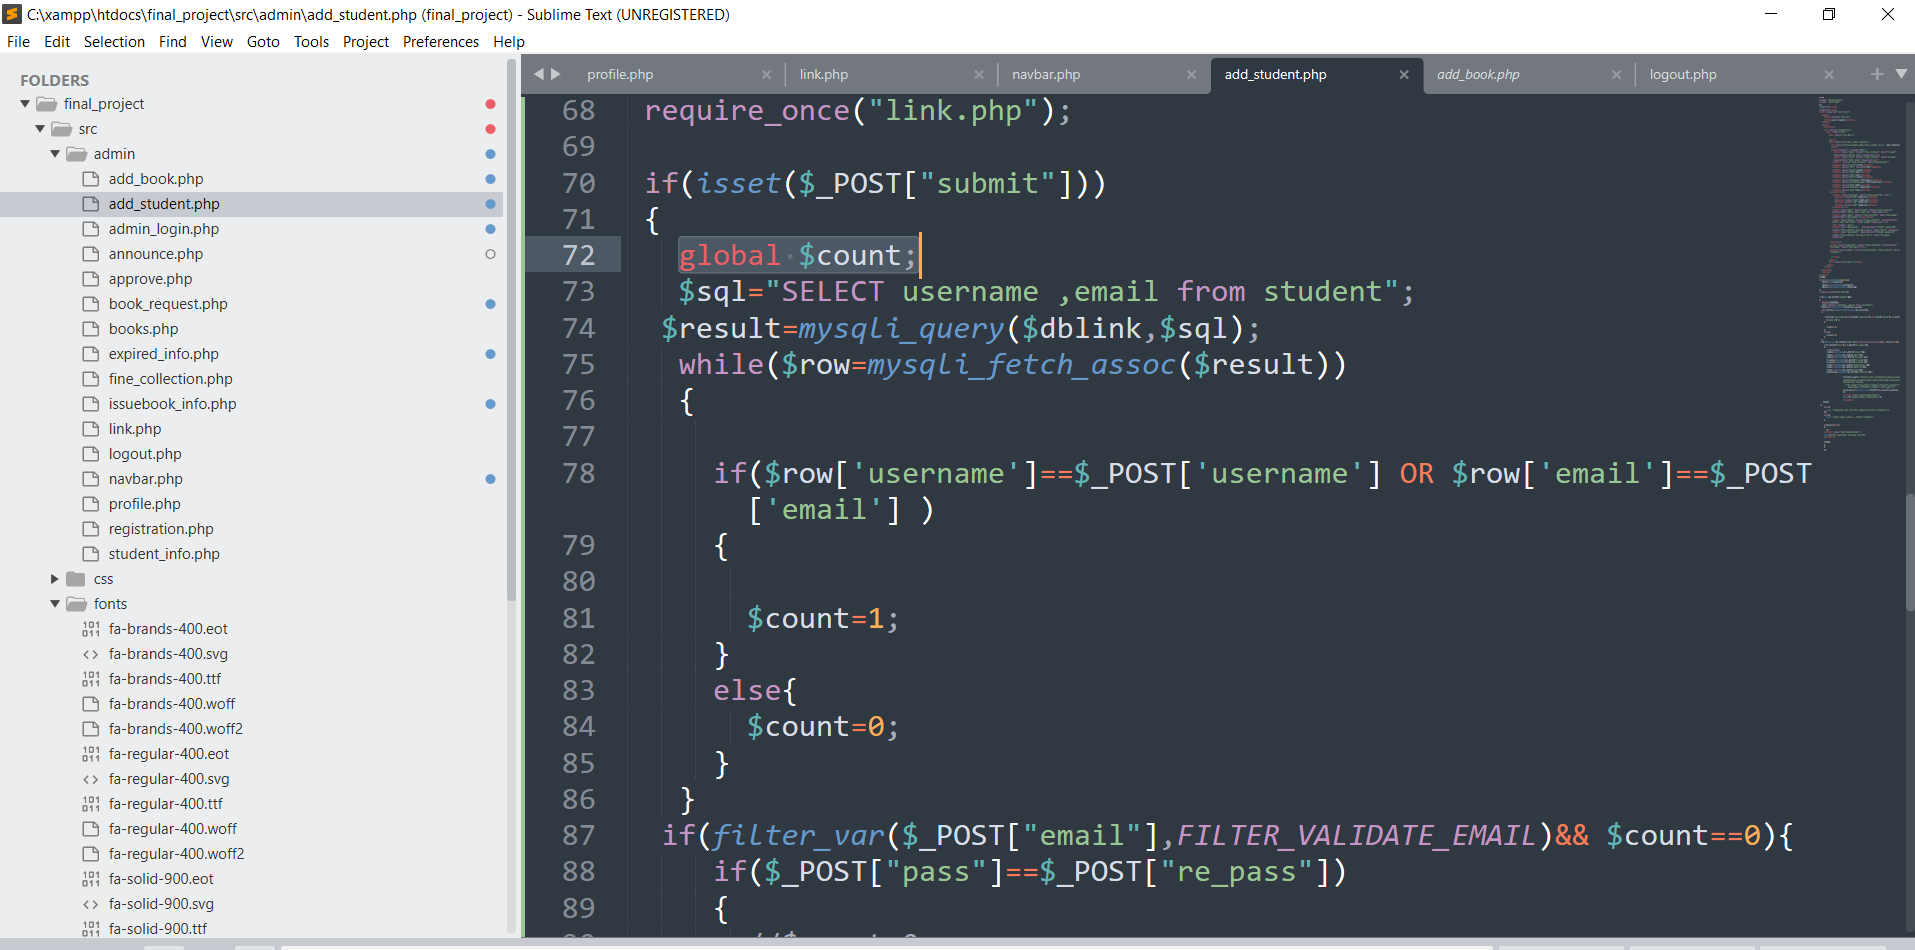 C:\xampp\htdocs\final_project\src\admin\add_student.php (final_project) - Sublime Text (UNREGISTERED)
File Edit Selection Find View Goto Tools Project Preferences Help
FOLDERS
final_project
src
admin
add_book.php
add_student.php
admin_login.php
announce.php
approve.php
book_request.php
books.php
expired_info.php
fine_collection.php
issuebook_info.php
link.php
logout.php
navbar.php
profile.php
registration.php
student_info.php
css
fonts
fa-brands-400.eot
fa-brands-400.svg
fa-brands-400.ttf
fa-brands-400.woff
fa-brands-400.woff2
fa-regular-400.eot
fa-regular-400.svg
fa-regular-400.ttf
fa-regular-400.woff
fa-regular-400.woff2
fa-solid-900.eot
fa-solid-900.svg
fa-solid-900.ttf
profile.php link.php navbar.php add_student.php add_book.php logout.php
68 require_once("link.php");
69
70 if(isset($_POST["submit"]))
71 {
72 global $count;
73 $sql="SELECT username ,email from student";
74 $result=mysqli_query($dblink,$sql);
75 while($row=mysqli_fetch_assoc($result))
76 {
77
78 if($row['username']==$_POST['username'] OR $row['email']==$_POST
['email'] )
79 {
80
81 $count=1;
82 }
83 else{
84 $count=0;
85 }
86 }
87 if(filter_var($_POST["email"],FILTER_VALIDATE_EMAIL)&& $count==0){
88 if($_POST["pass"]==$_POST["re_pass"])
89 {